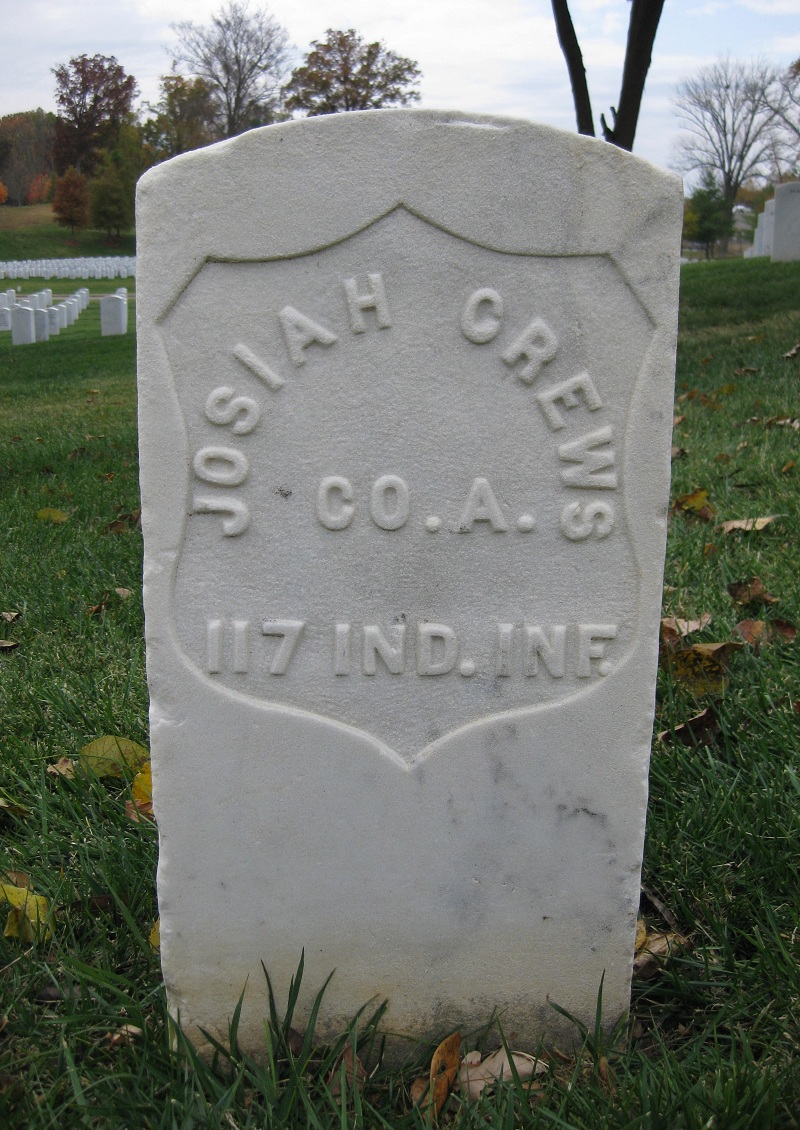 JOSIAH CREWS
CO. A.
117 IND. INF.